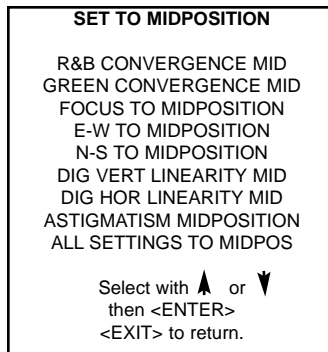 SET TO MIDPOSITION
R&B CONVERGENCE MID
GREEN CONVERGENCE MID
FOCUS TO MIDPOSITION
E-W TO MIDPOSITION
N-S TO MIDPOSITION
DIG VERT LINEARITY MID
DIG HOR LINEARITY MID
ASTIGMATISM MIDPOSITION
ALL SETTINGS TO MIDPOS
Select with or
then <ENTER>
<EXIT> to return.